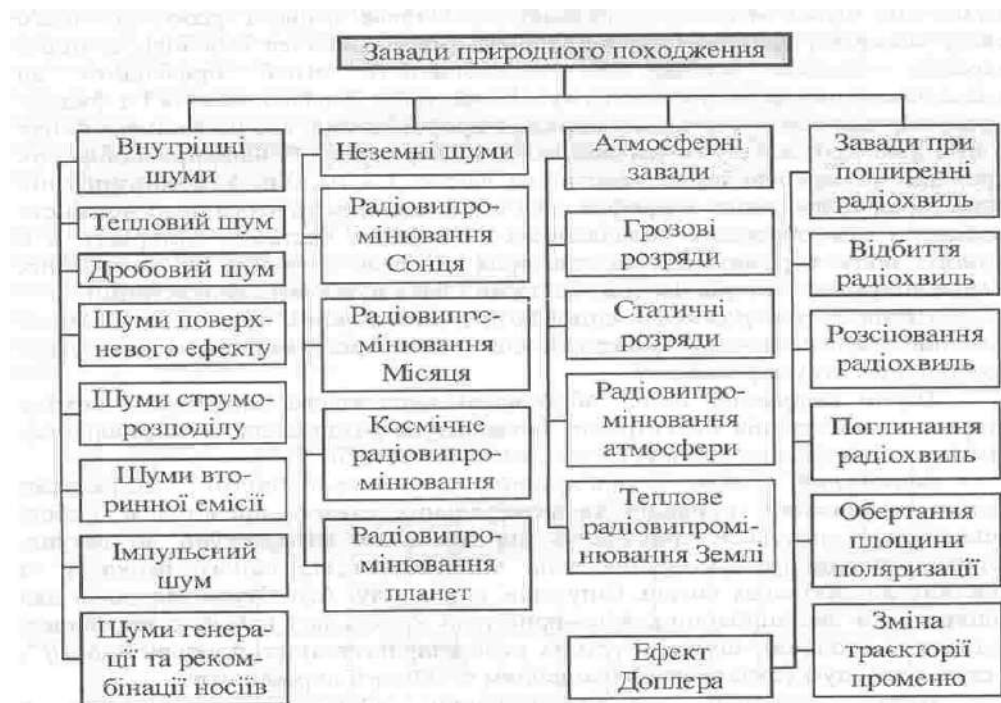 Завади природного походження
Внутрішні
шуми
Тепловий шум
Дробовий шум
Шуми поверх-
невого ефекту
Шуми струмо-
розподілу
Шуми вто-
ринної емісії
Імпульсний
шум
Шуми генера-
ції та реком-
бінації носіїв
Неземні шуми
Радіовипро-
мінювання
Сонця
Радіовипро-
мінювання
Місяця
Космічне
радіовипро-
мінювання
Радіовипро-
мінювання
планет
Атмосферні
завади
Грозові
розряди
Статичні
розряди
Радіовипро-
мінювання
атмосфери
Теплове
радіовипромі-
нювання Землі
Ефект
Доплера
Завади при
поширенні
радіохвиль
Відбиття
радіохвиль
Розсіювання
радіохвиль
Поглинання
радіохвиль
Обертання
площини
поляризації
Зміна
траєкторії
променю